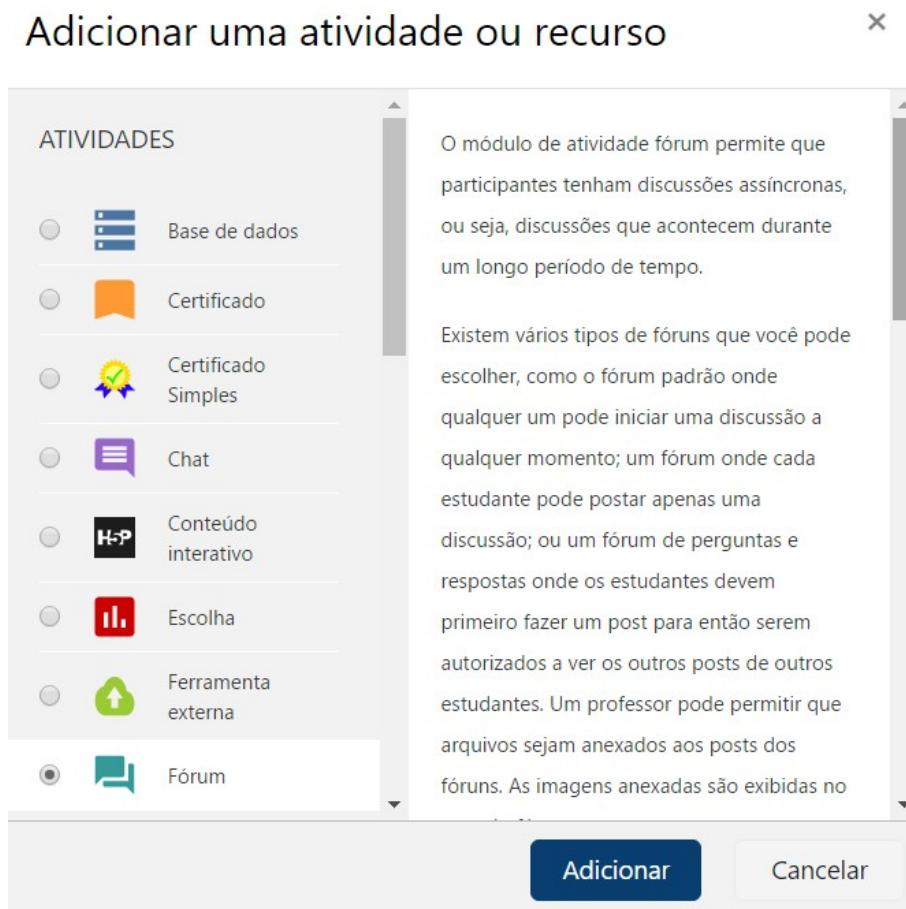 Adicionar uma atividade ou recurso
×
ATIVIDADES
Base de dados
Certificado
Certificado
Simples
Chat
H5P
Conteúdo
interativo
Escolha
Ferramenta
externa
Fórum
O módulo de atividade fórum permite que
participantes tenham discussões assíncronas,
ou seja, discussões que acontecem durante
um longo período de tempo.
Existem vários tipos de fóruns que você pode
escolher, como o fórum padrão onde
qualquer um pode iniciar uma discussão a
qualquer momento; um fórum onde cada
estudante pode postar apenas uma
discussão; ou um fórum de perguntas e
respostas onde os estudantes devem
primeiro fazer um post para então serem
autorizados a ver os outros posts de outros
estudantes. Um professor pode permitir que
arquivos sejam anexados aos posts dos
fóruns. As imagens anexadas são exibidas no
Adicionar
Cancelar